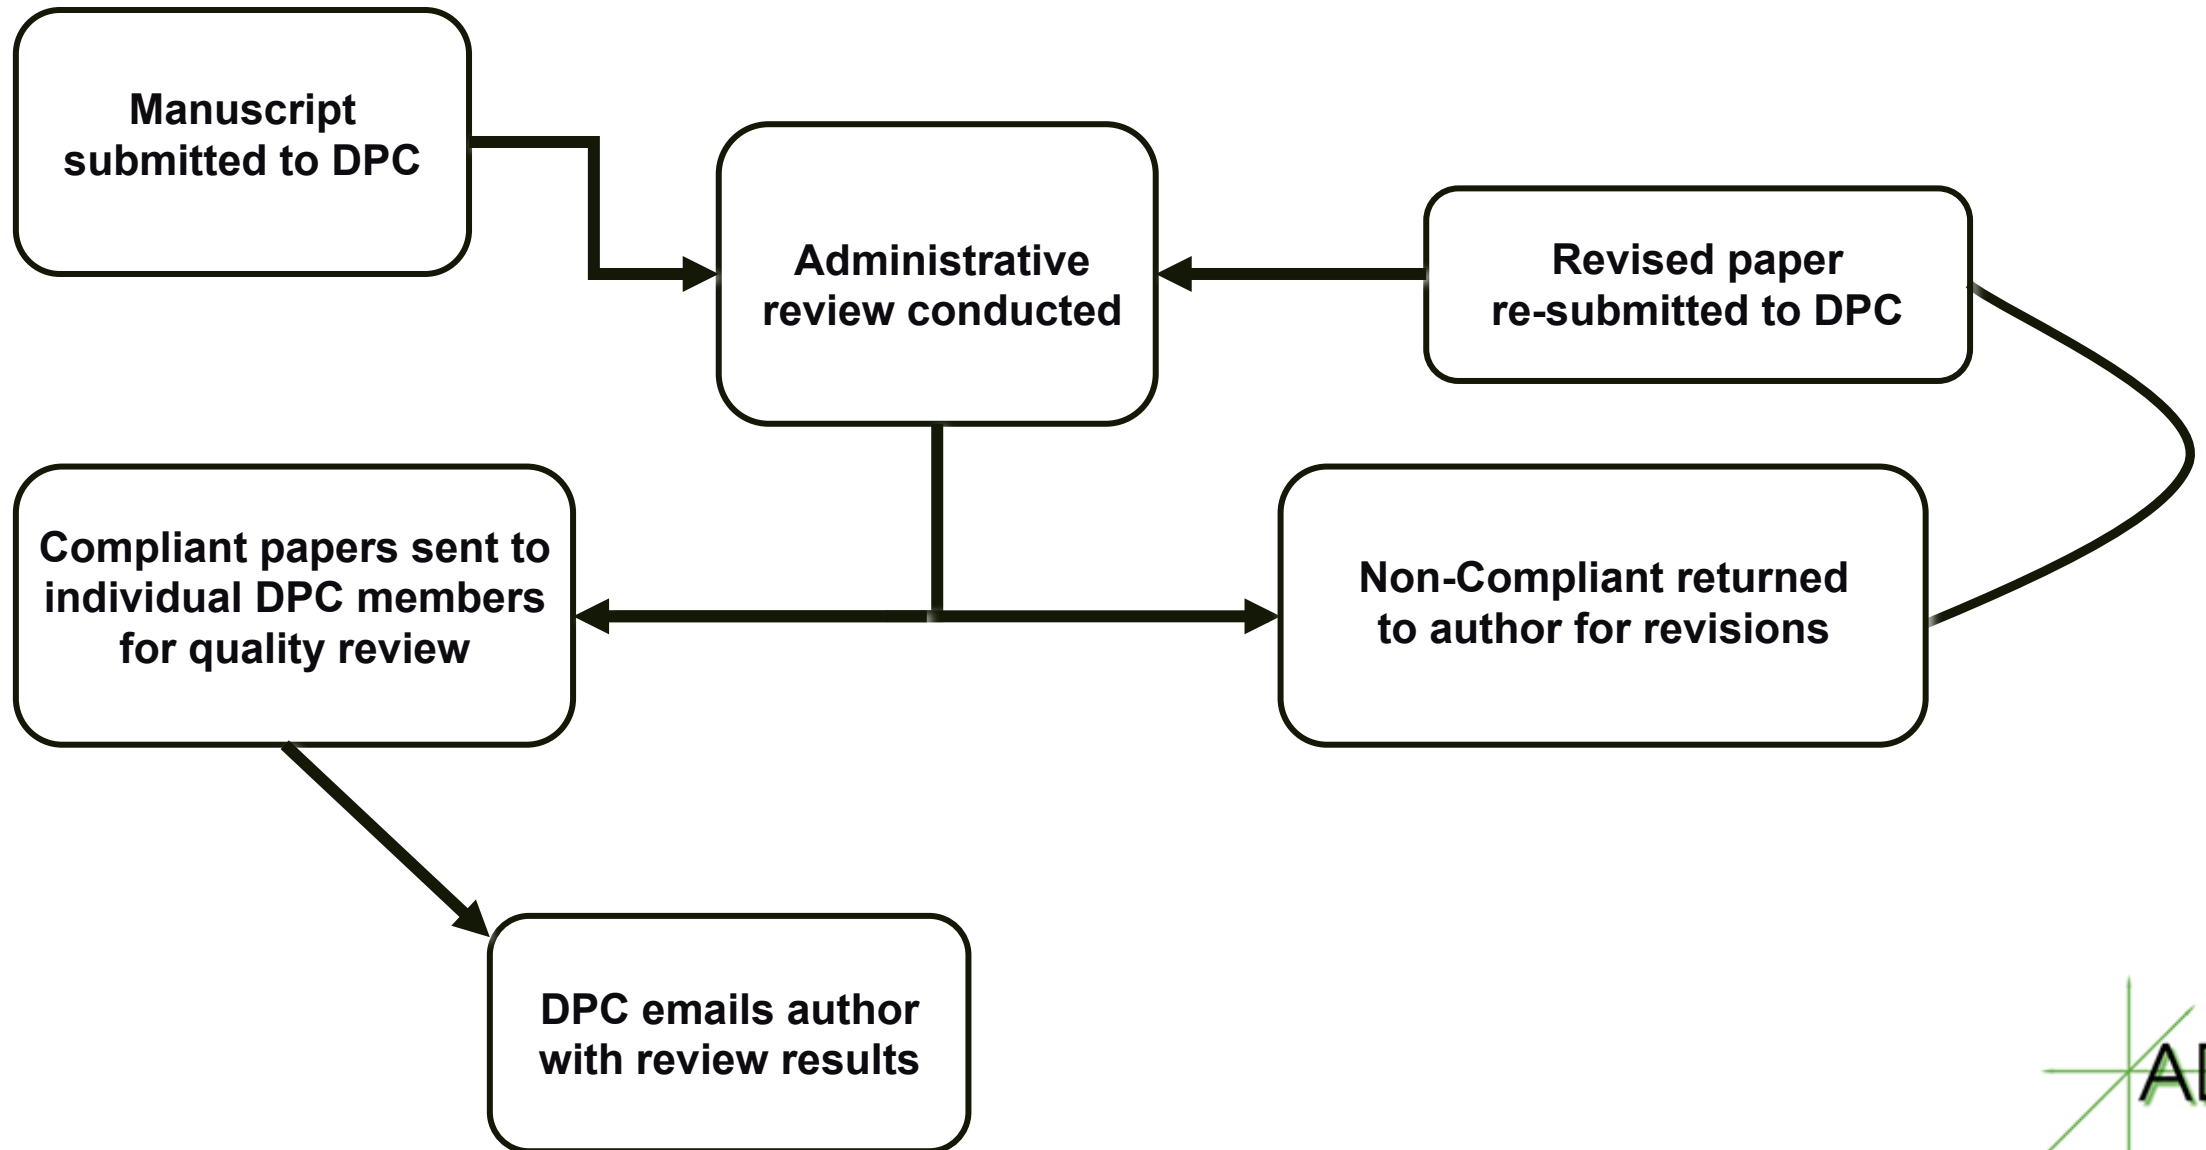 Manuscript
submitted to DPC
Administrative
review conducted
Revised paper
re-submitted to DPC
Compliant papers sent to
individual DPC members
for quality review
Non-Compliant returned
to author for revisions
DPC emails author
with review results